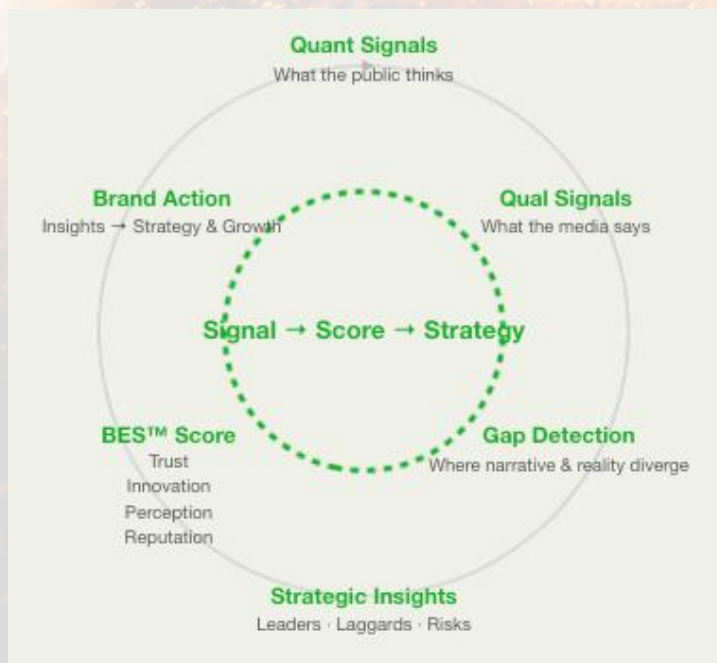 Quant Signals
What the public thinks
Brand Action
Insights → Strategy & Growth
Qual Signals
What the media says
Signal → Score → Strategy
BES™ Score
Trust
Innovation
Perception
Reputation
Gap Detection
Where narrative & reality diverge
Strategic Insights
Leaders · Laggards · Risks